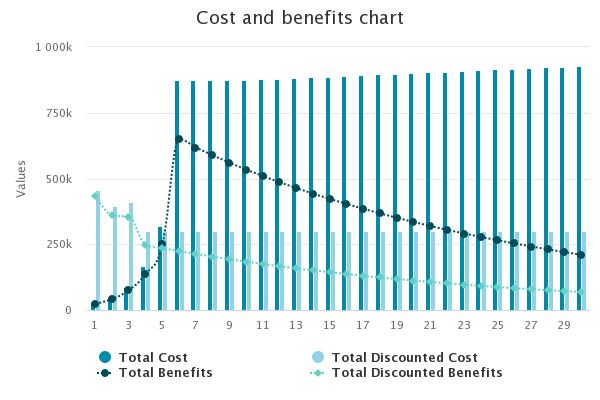 Cost and benefits chart
1 000k
750k
500k
250k
0
Values
1 3 5 7 9 11 13 15 17 19 21 23 25 27 29
Total Cost Total Discounted Cost
Total Benefits Total Discounted Benefits